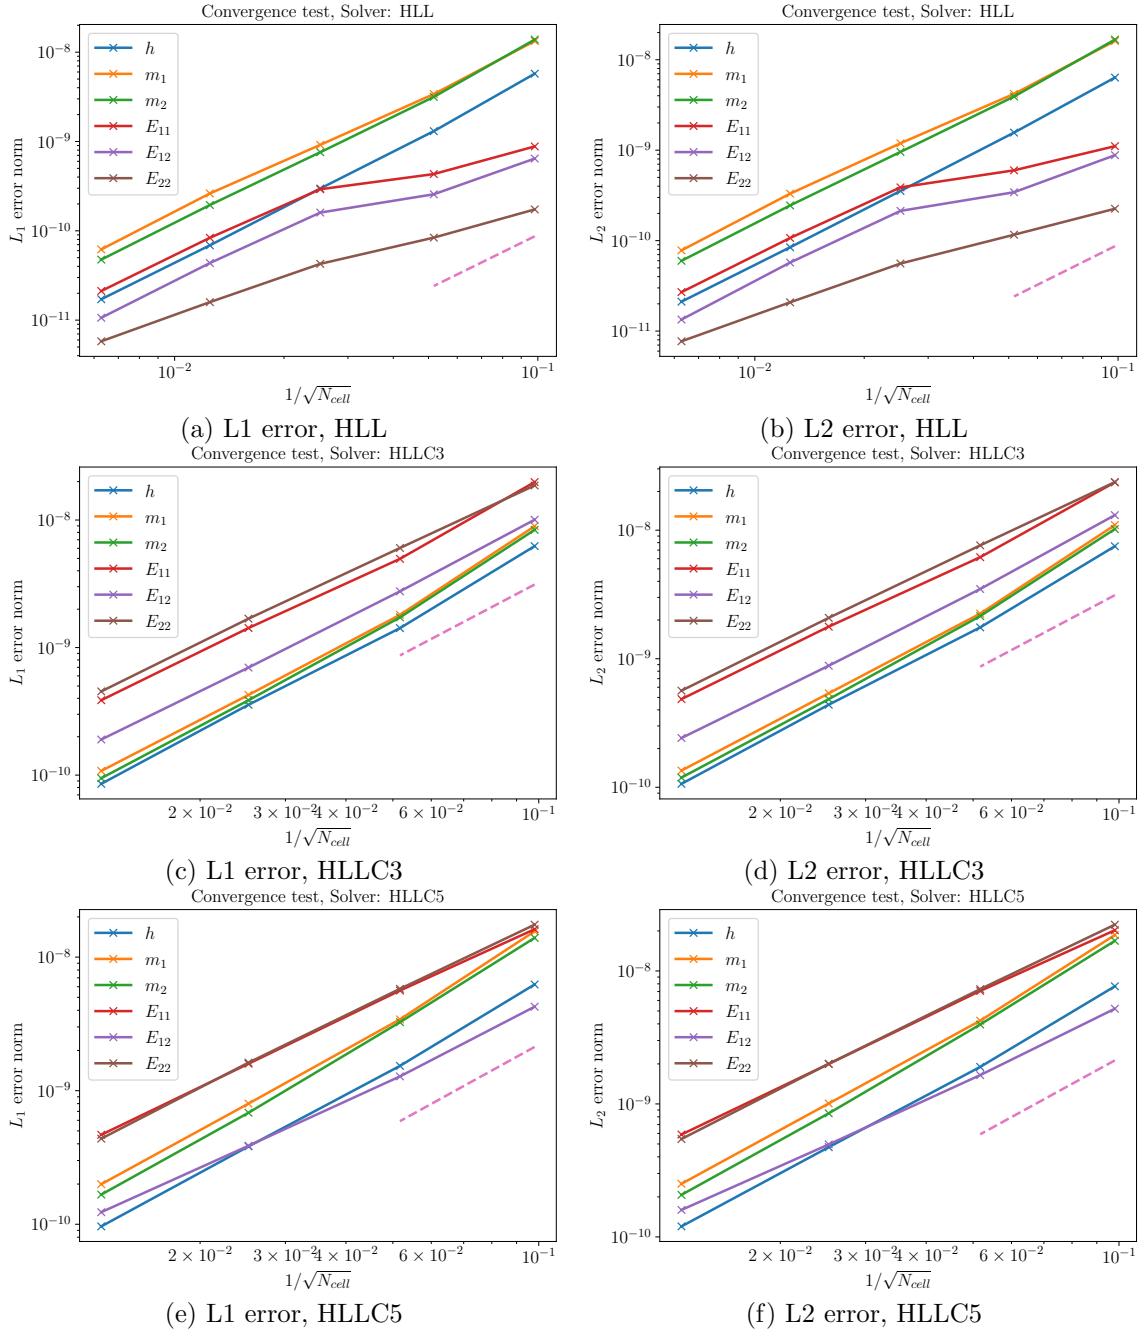 Convergence test, Solver: HLL
h
m₁
m₂
E₁₁
E₁₂
E₂₂
L₁ error norm
10⁻⁸
10⁻⁹
10⁻¹⁰
10⁻¹¹
10⁻² 10⁻¹
1/√N_cell
(a) L1 error, HLL
Convergence test, Solver: HLL
h
m₁
m₂
E₁₁
E₁₂
E₂₂
L₂ error norm
10⁻⁸
10⁻⁹
10⁻¹⁰
10⁻¹¹
10⁻² 10⁻¹
1/√N_cell
(b) L2 error, HLL
Convergence test, Solver: HLLC3
h
m₁
m₂
E₁₁
E₁₂
E₂₂
L₁ error norm
10⁻⁸
10⁻⁹
10⁻¹⁰
2 × 10⁻² 3 × 10⁻² 4 × 10⁻² 6 × 10⁻² 10⁻¹
1/√N_cell
(c) L1 error, HLLC3
Convergence test, Solver: HLLC3
h
m₁
m₂
E₁₁
E₁₂
E₂₂
L₂ error norm
10⁻⁸
10⁻⁹
10⁻¹⁰
2 × 10⁻² 3 × 10⁻² 4 × 10⁻² 6 × 10⁻² 10⁻¹
1/√N_cell
(d) L2 error, HLLC3
Convergence test, Solver: HLLC5
h
m₁
m₂
E₁₁
E₁₂
E₂₂
L₁ error norm
10⁻⁸
10⁻⁹
10⁻¹⁰
2 × 10⁻² 3 × 10⁻² 4 × 10⁻² 6 × 10⁻² 10⁻¹
1/√N_cell
(e) L1 error, HLLC5
Convergence test, Solver: HLLC5
h
m₁
m₂
E₁₁
E₁₂
E₂₂
L₂ error norm
10⁻⁸
10⁻⁹
10⁻¹⁰
2 × 10⁻² 3 × 10⁻² 4 × 10⁻² 6 × 10⁻² 10⁻¹
1/√N_cell
(f) L2 error, HLLC5